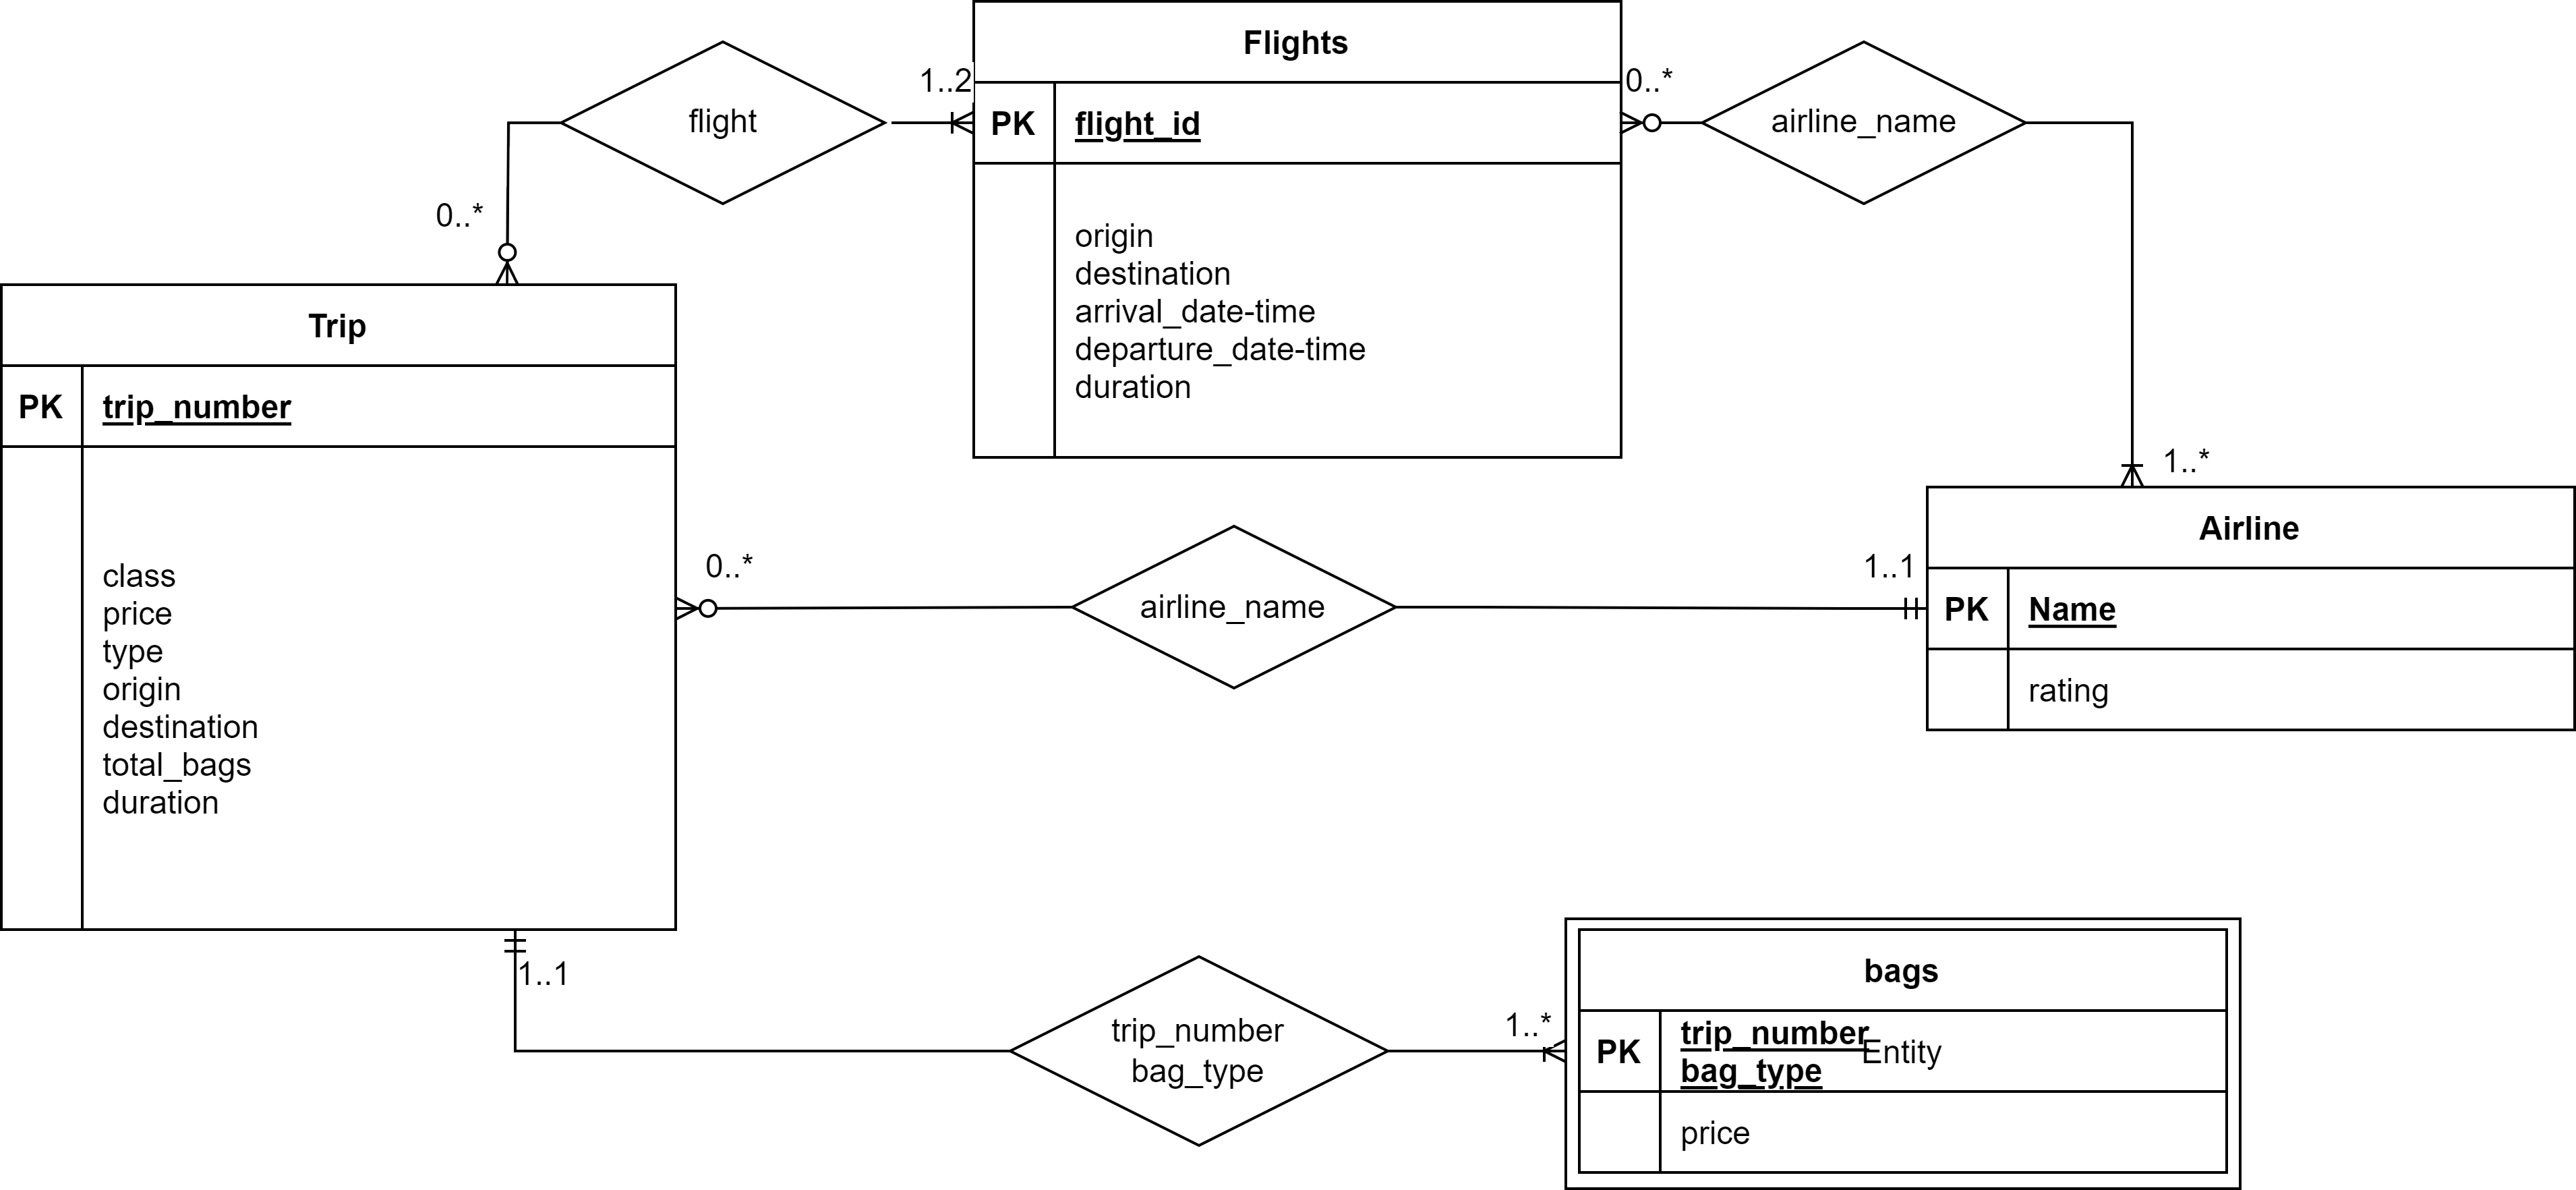 Flights
PK
flight_id
origin
destination
arrival_date-time
departure_date-time
duration
flight
1..2
0..*
0..*
airline_name
1..*
Trip
PK
trip_number
class
price
type
origin
destination
total_bags
duration
0..*
airline_name
1..1
Airline
PK
Name
rating
1..1
trip_number
bag_type
1..*
bags
PK
trip_number
bag_type
Entity
price